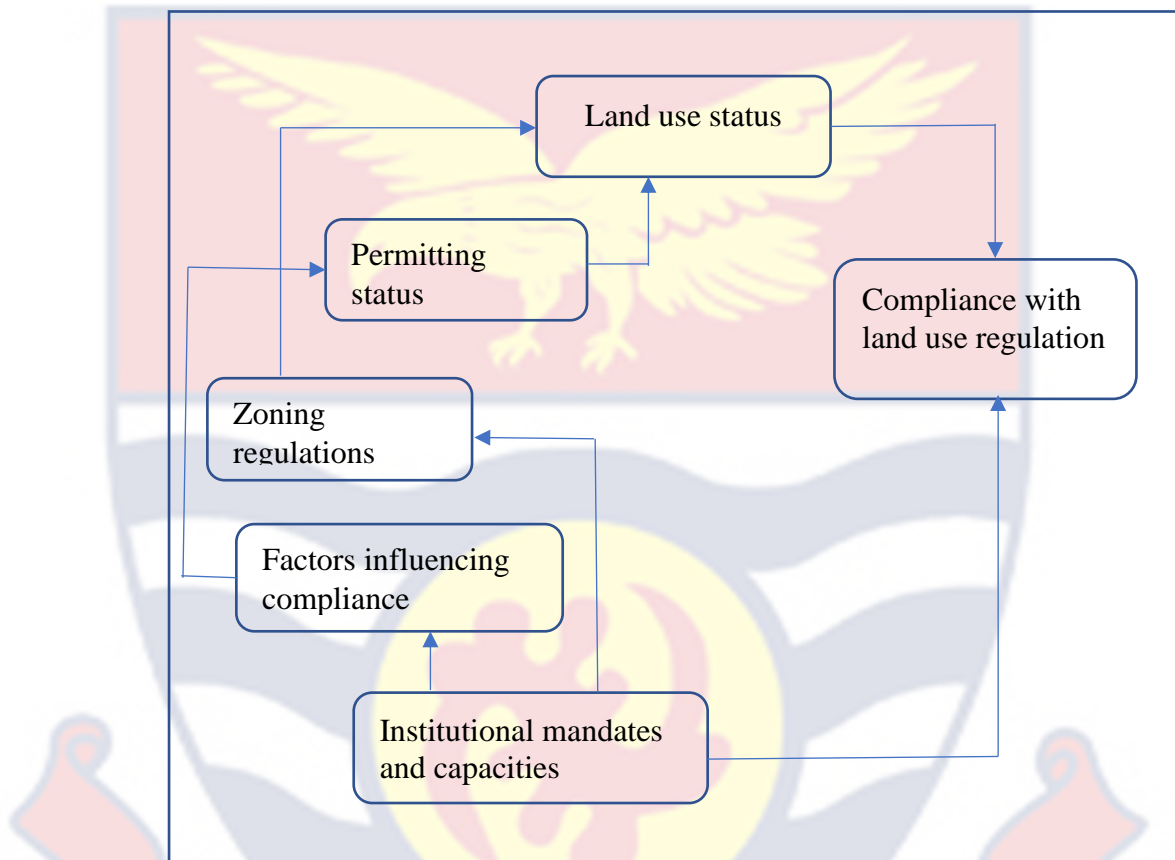 Land use status
Permitting
status
Compliance with
land use regulation
Zoning
regulations
Factors influencing
compliance
Institutional mandates
and capacities